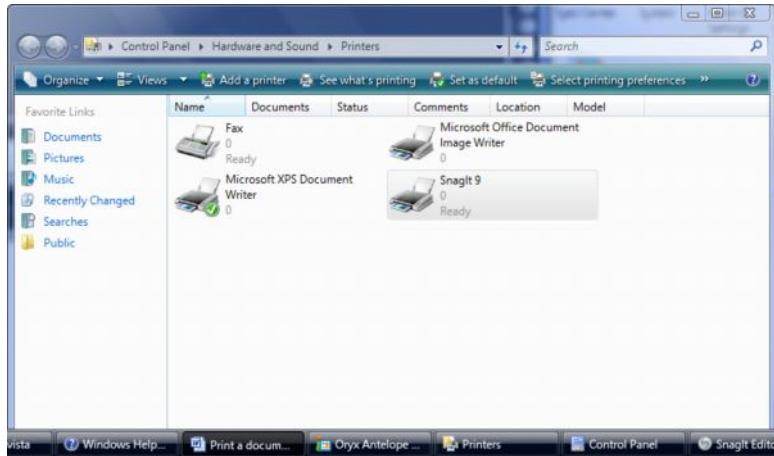 Control Panel ▸ Hardware and Sound ▸ Printers Search
Organize Views Add a printer See what's printing Set as default Select printing preferences »
Favorite Links
Documents
Pictures
Music
Recently Changed
Searches
Public
Name Documents Status Comments Location Model
Fax
0
Ready
Microsoft Office Document
Image Writer
0
Microsoft XPS Document
Writer
0
SnagIt 9
0
Ready
vista Windows Help... Print a docum... Oryx Antelope ... Printers Control Panel SnagIt Edito